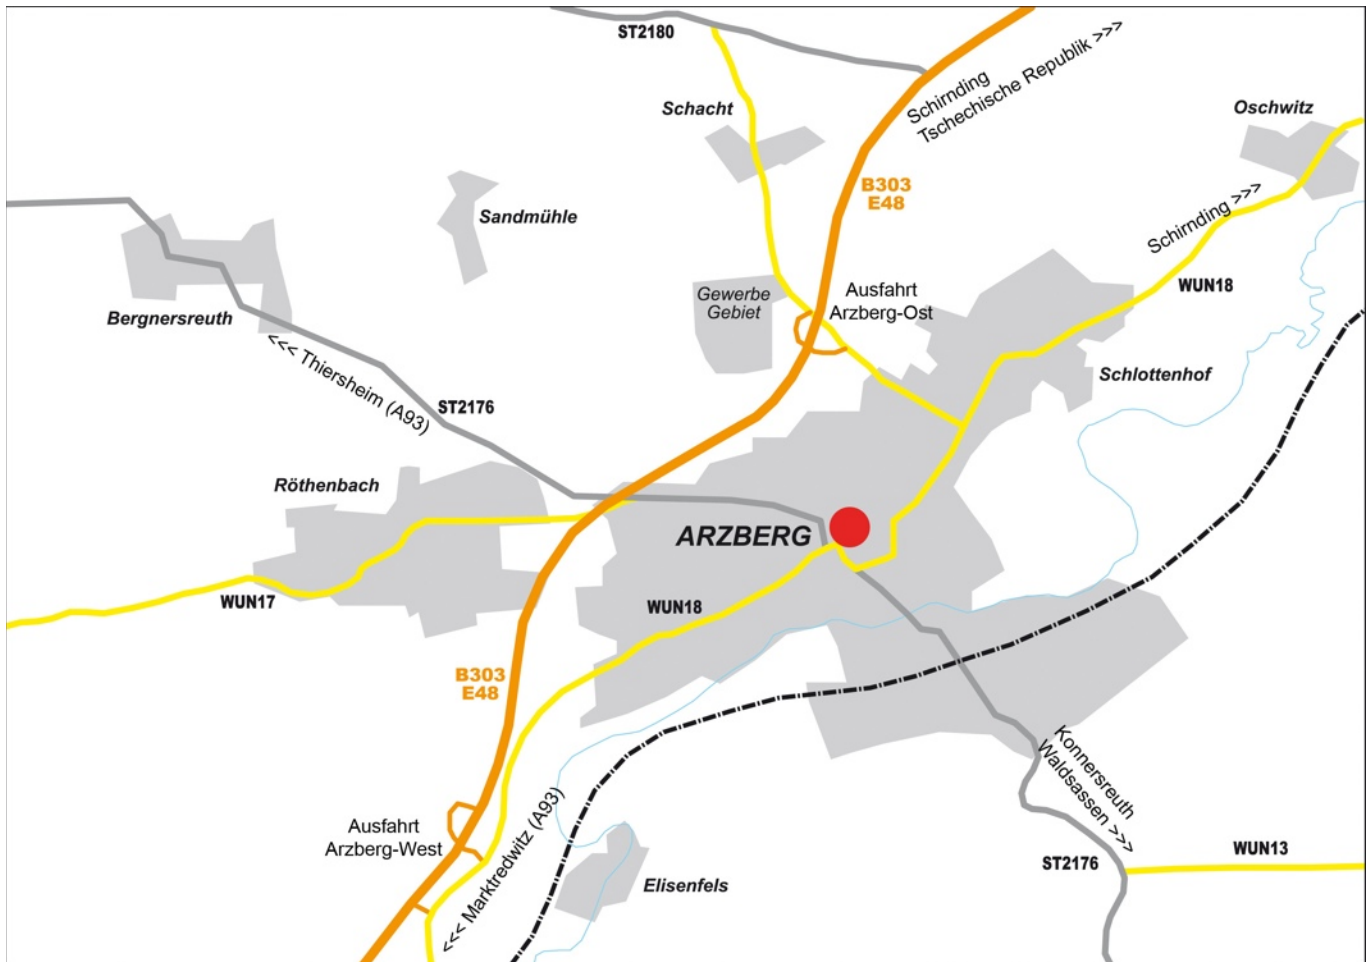 ST2180
Schirnding
Tschechische Republik >>>
Schacht
Oschwitz
B303
E48
Sandmühle
Schirnding >>>
WUN18
Gewerbe
Gebiet
Ausfahrt
Arzberg-Ost
Bergnersreuth
<<< Thiersheim (A93)
ST2176
Schlottenhof
Röthenbach
ARZBERG
WUN17
WUN18
B303
E48
Konnersreuth
Waldsassen >>>
Ausfahrt
Arzberg-West
<<< Marktredwitz (A93)
Elisenfels
ST2176
WUN13